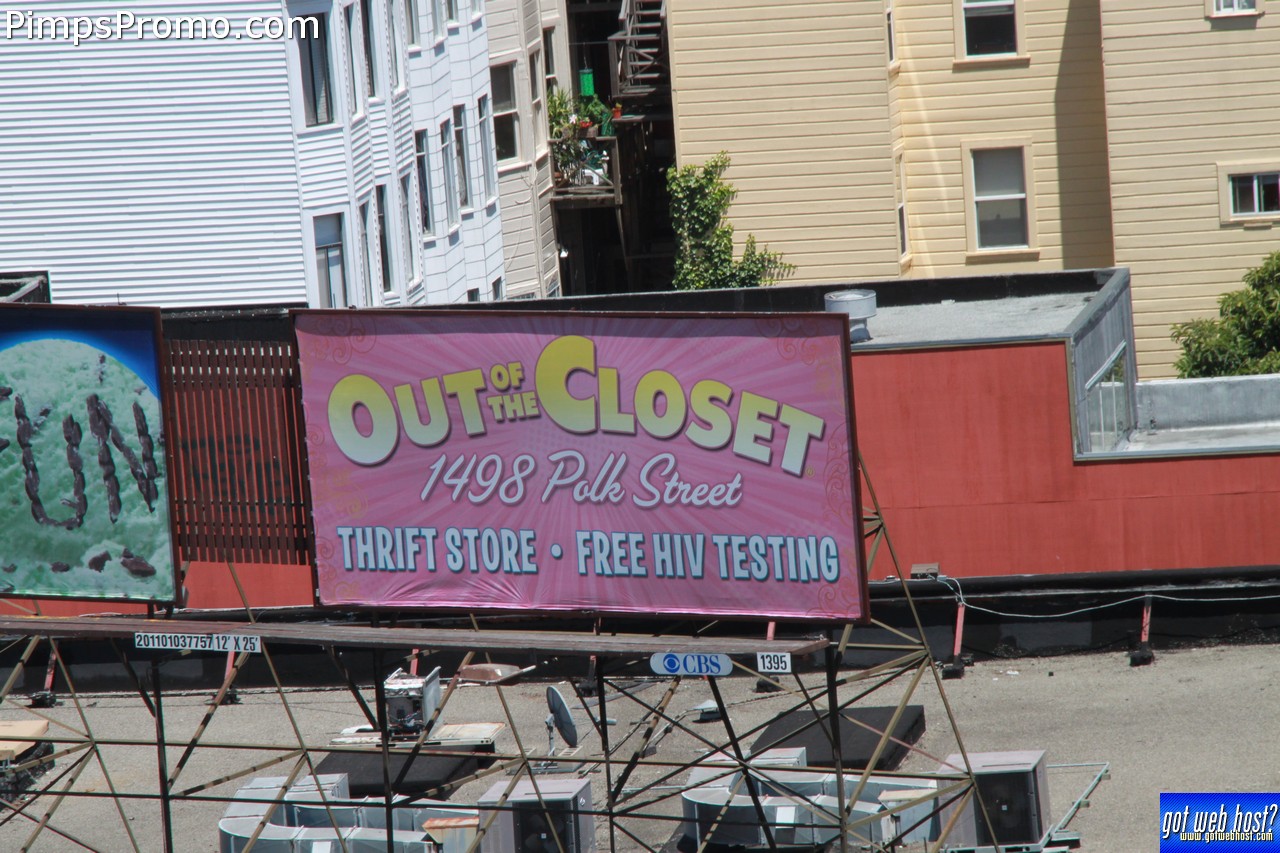 PimpsPromo.com
OUT OF THE CLOSET
1498 Polk Street
THRIFT STORE • FREE HIV TESTING
UN
201101037757 12' X 25'
CBS
1395
got web host?
www.gotwebhost.com